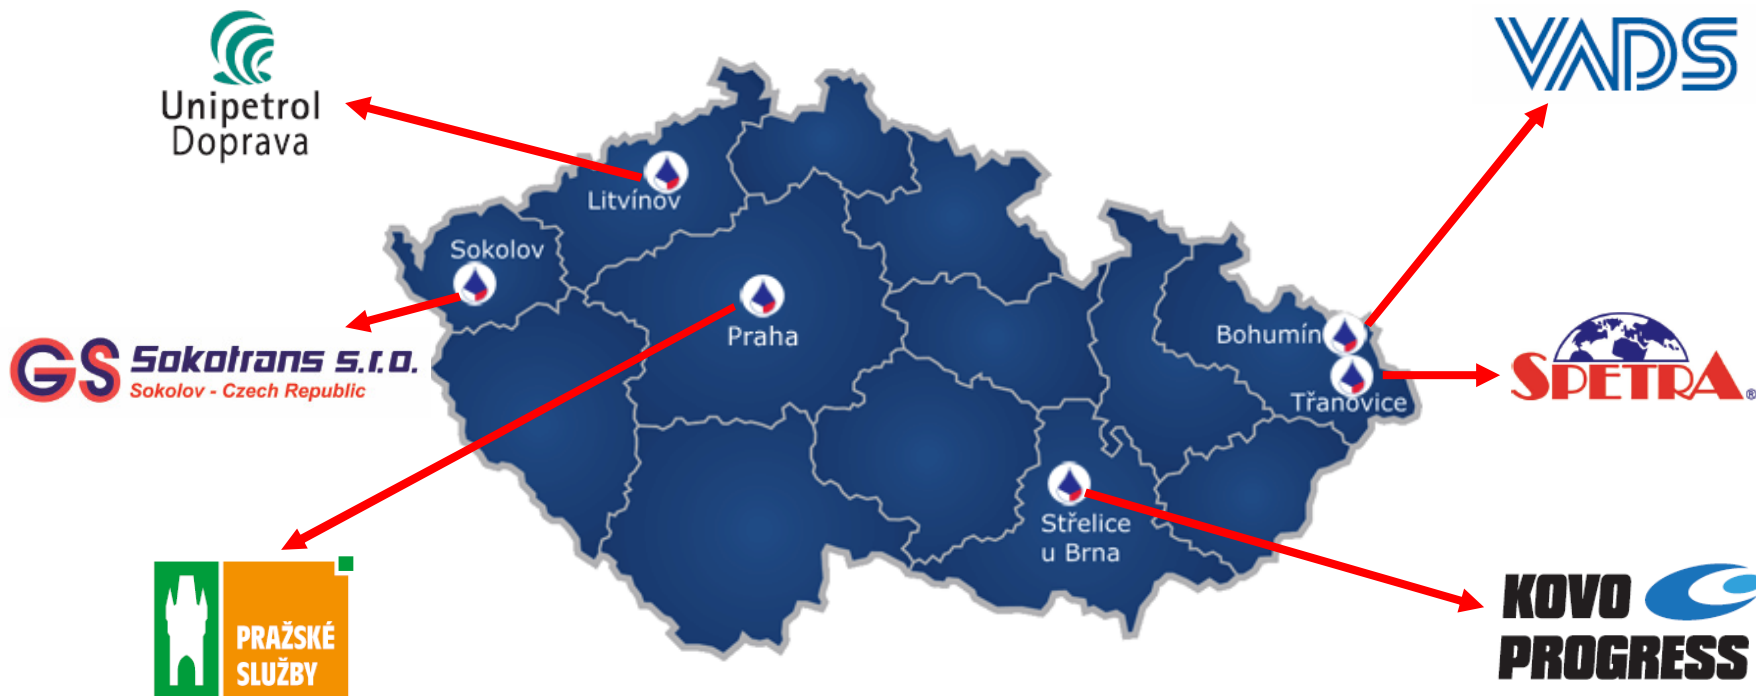 Unipetrol
Doprava
VADS
Litvínov
Sokolov
GS Sokotrans s.r.o.
Sokolov - Czech Republic
Praha
Bohumín
SPETRA®
Třanovice
Střelice
u Brna
PRAŽSKÉ
SLUŽBY
KOVO
PROGRESS